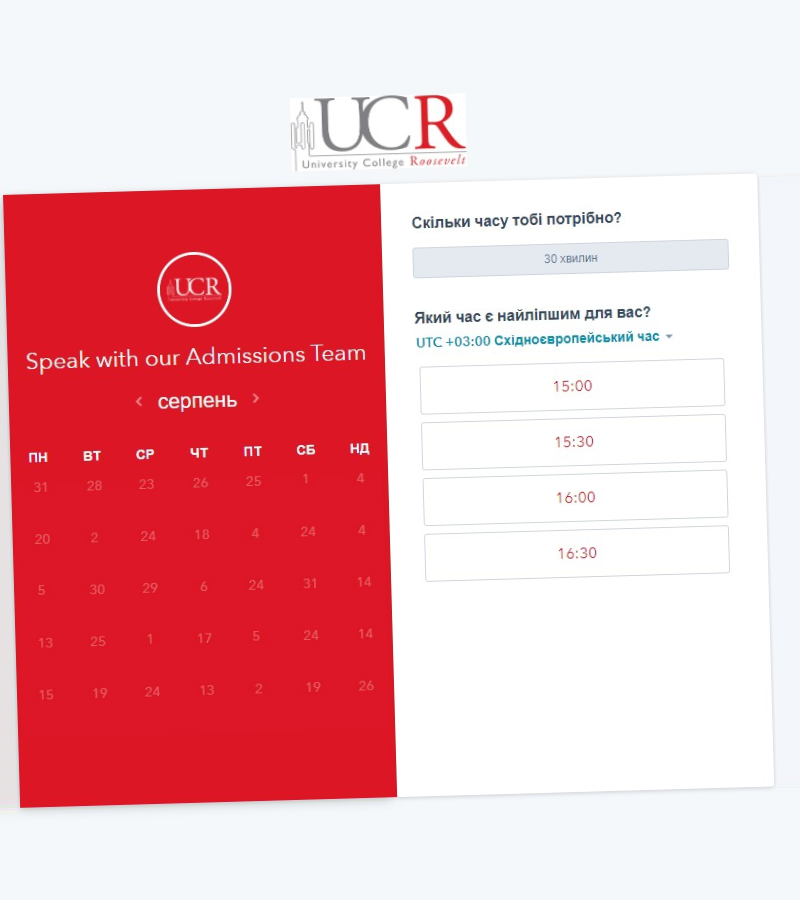 UCR
University College Roosevelt
UCR
Speak with our Admissions Team
серпень
ПН ВТ СР ЧТ ПТ СБ НД
31 28 23 26 25 1 4
20 2 24 18 4 24 4
5 30 29 6 24 31 14
13 25 1 17 5 24 14
15 19 24 13 2 19 26
Скільки часу тобі потрібно?
30 хвилин
Який час є найліпшим для вас?
UTC +03:00 Східноєвропейський час
15:00
15:30
16:00
16:30